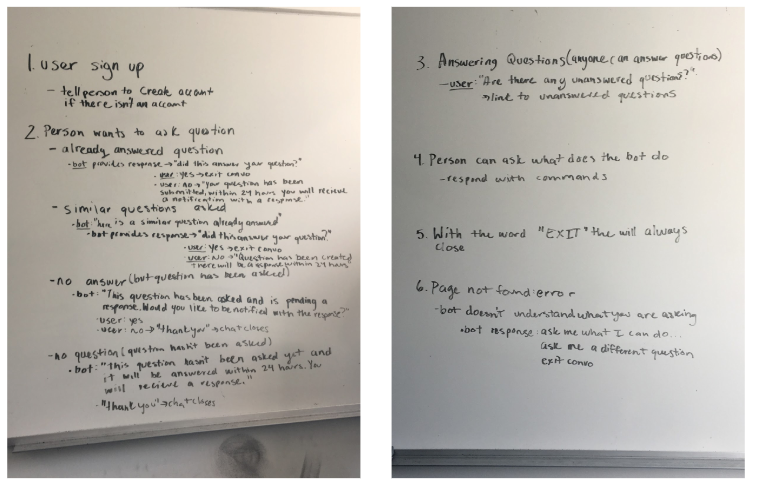 1. user sign up
- tell person to create account
if there isn't an account
2. Person wants to ask question
- already answered question
• bot provides response → "did this answer your question?"
• user: yes → exit convo
• user: no → "Your question has been
submitted, within 24 hours you will recieve
a notification with a response."
- similar questions asked
• bot: "here is a similar question already answered"
• bot provides response → "did this answer your question?"
• user: yes → exit convo
user: No → "Question has been created
there will be a response within 24 hours"
- no answer (but question has been asked)
• bot: "This question has been asked and is pending a
response. Would you like to be notified with the response?"
• user: yes
• user: no → "Thank you" → chat closes
- no question (question hasn't been asked)
• bot: "This question hasn't been asked yet and
it will be answered within 24 hours. You
will recieve a response."
• "Thank you" → chat closes
3. Answering Questions (anyone can answer questions)
- user: "Are there any unanswered questions?"
→ link to unanswered questions
4. Person can ask what does the bot do
- respond with commands
5. With the word "EXIT" the will always
close
6. Page not found error
- bot doesn't understand what you are asking
• bot response: ask me what I can do...
ask me a different question
exit convo